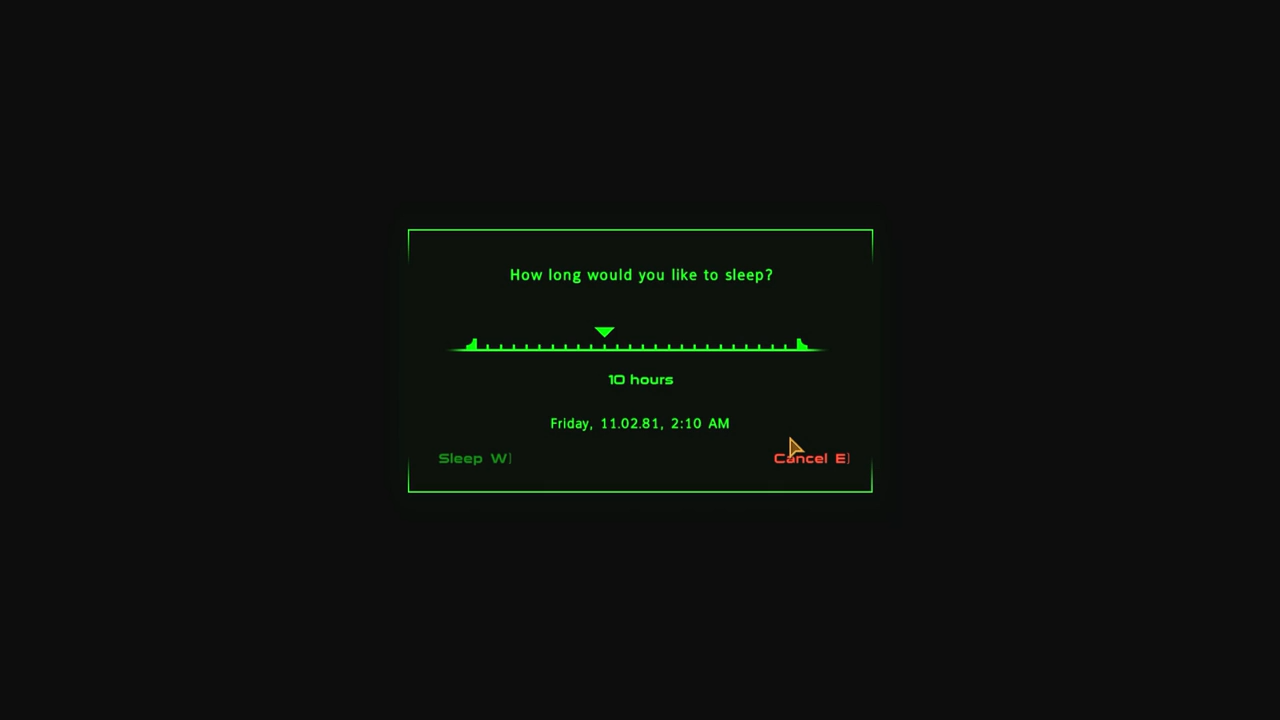 How long would you like to sleep?
10 hours
Friday, 11.02.81, 2:10 AM
Sleep W)
Cancel E)